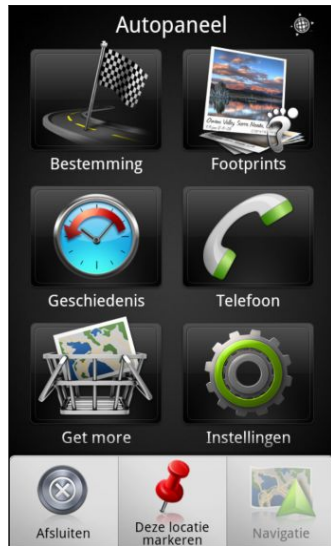 Autopaneel
Bestemming
Footprints
Geschiedenis
Telefoon
Get more
Instellingen
Afsluiten
Deze locatie
markeren
Navigatie